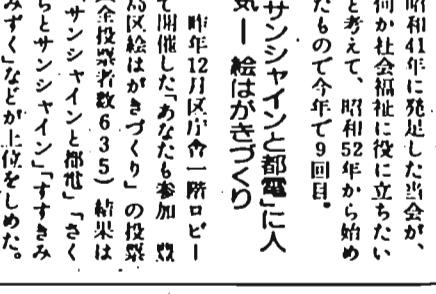 昭和41年に発足した当会が、
何か社会福祉に役に立ちたい
と考えて、昭和52年から始め
たもので今年で9回目。
サンシャインと都電」に人
気ー 絵はがきづくり
昨年12月区庁舎一階ロビー
で開催した「あなたも参加 豊
島区絵はがきづくり」の投票
(全投票者数635)結果は
「サンシャインと都電」「さく
らとサンシャイン」「すすきみ
みずく」などが上位をしめた。